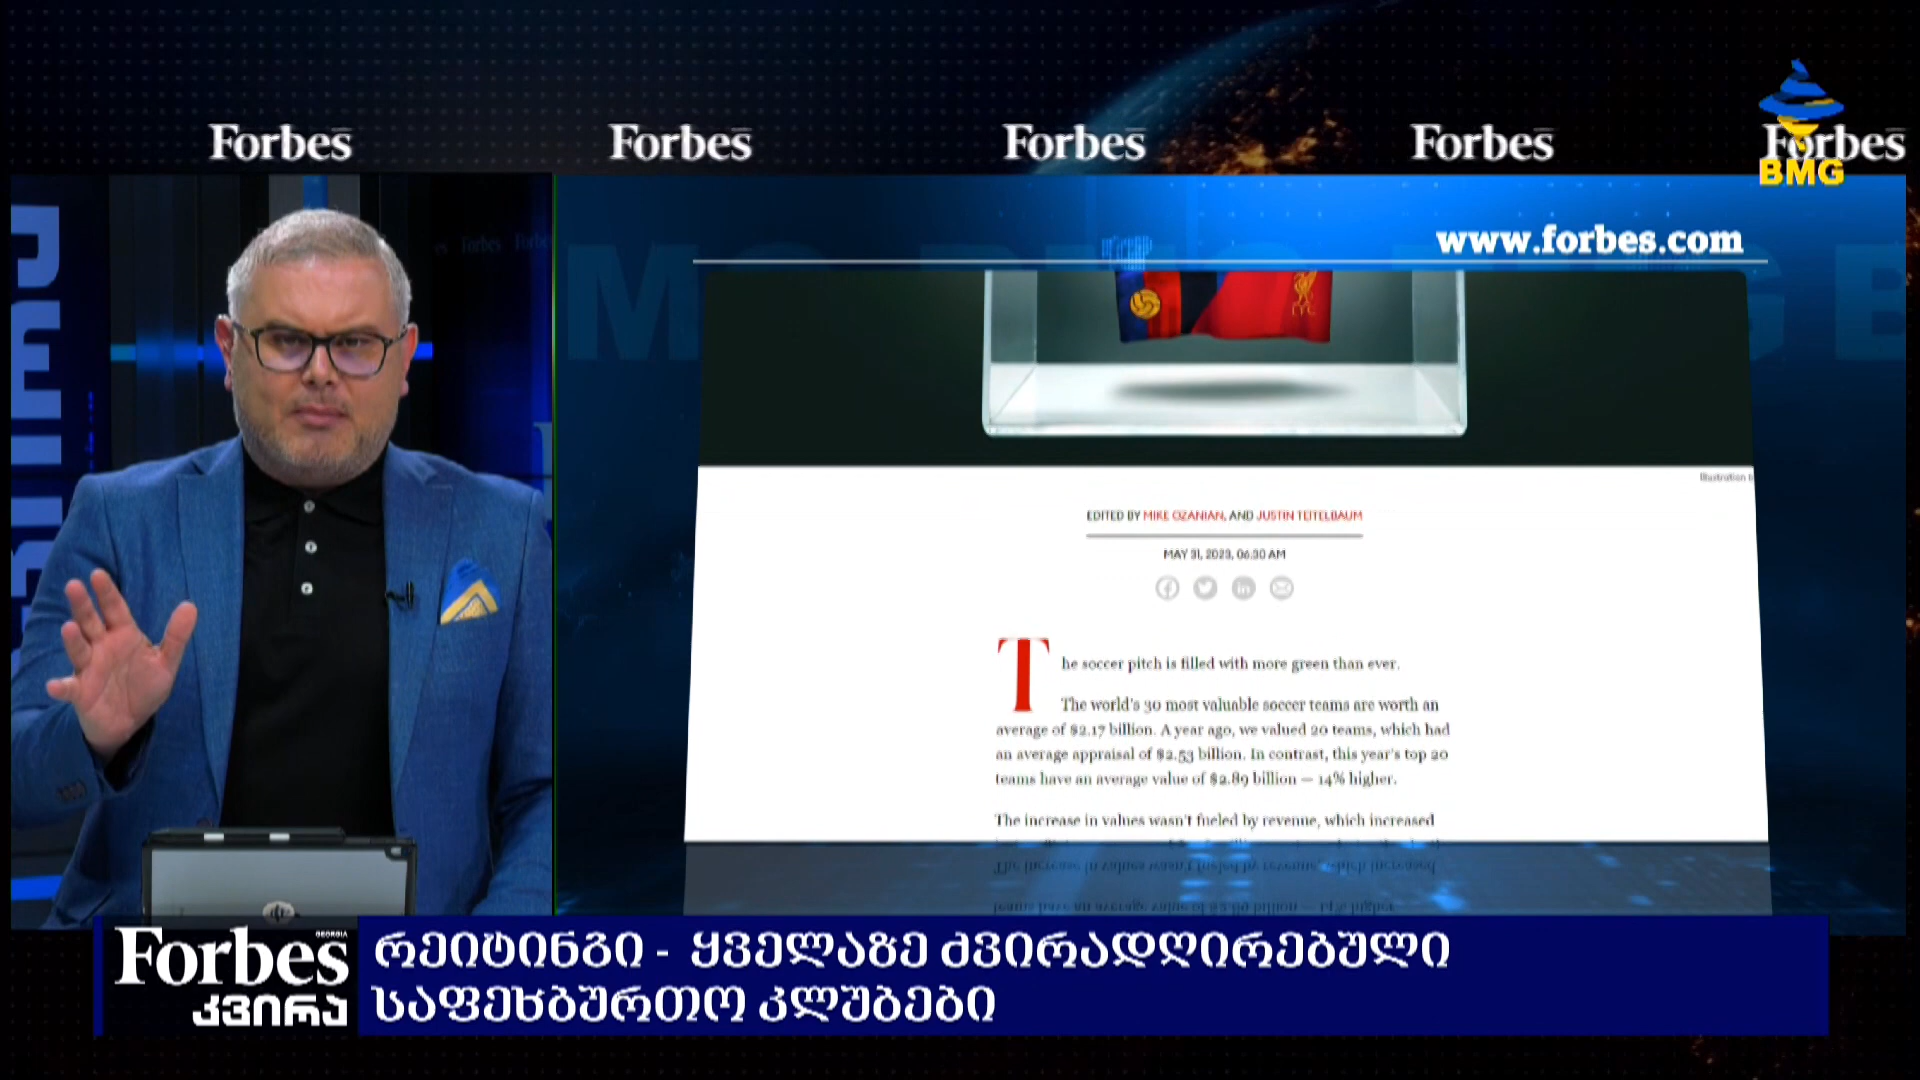 Forbes Forbes Forbes Forbes Forbes
BMG
www.forbes.com
Illustration b
EDITED BY MIKE OZANIAN, AND JUSTIN TEITELBAUM
MAY 31, 2023, 06:30 AM
The soccer pitch is filled with more green than ever.
The world's 30 most valuable soccer teams are worth an
average of $2.17 billion. A year ago, we valued 20 teams, which had
an average appraisal of $2.53 billion. In contrast, this year's top 20
teams have an average value of $2.89 billion — 14% higher.
The increase in values wasn't fueled by revenue, which increased
Forbes GEORGIA
კვირა
რეიტინგი - ყველაზე ძვირადღირებული
საფეხბურთო კლუბები